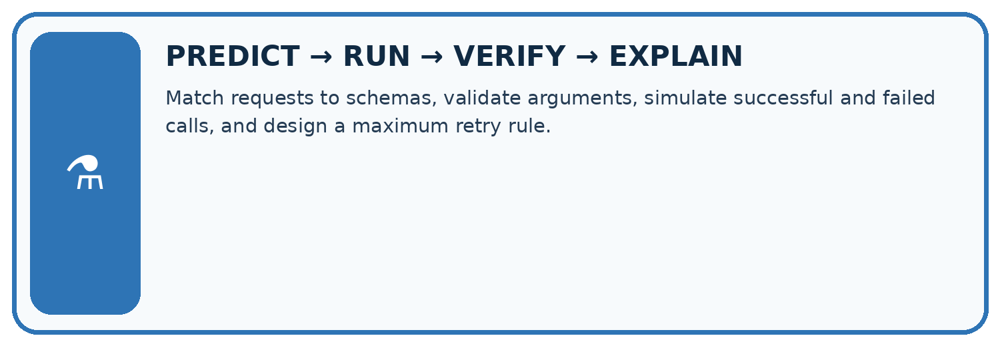 PREDICT → RUN → VERIFY → EXPLAIN
Match requests to schemas, validate arguments, simulate successful and failed
calls, and design a maximum retry rule.